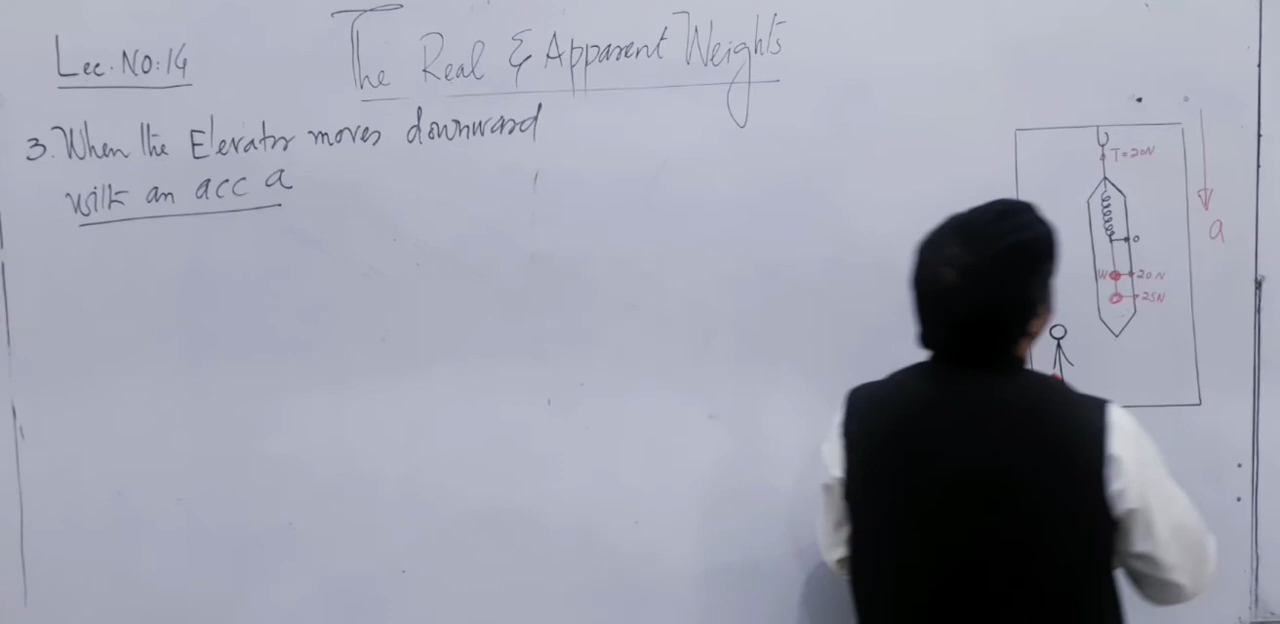 Lec. No: 14
The Real & Apparent Weights
3. When the Elevator moves downward
with an acc a
T = 20N
a
o
W 20N
25N